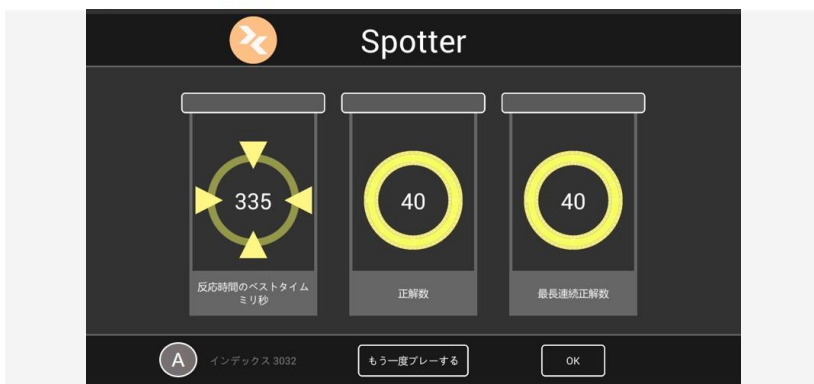 Spotter
335
40
40
反応時間のベストタイム
ミリ秒
正解数
最長連続正解数
A
インデックス 3032
もう一度プレーする
OK